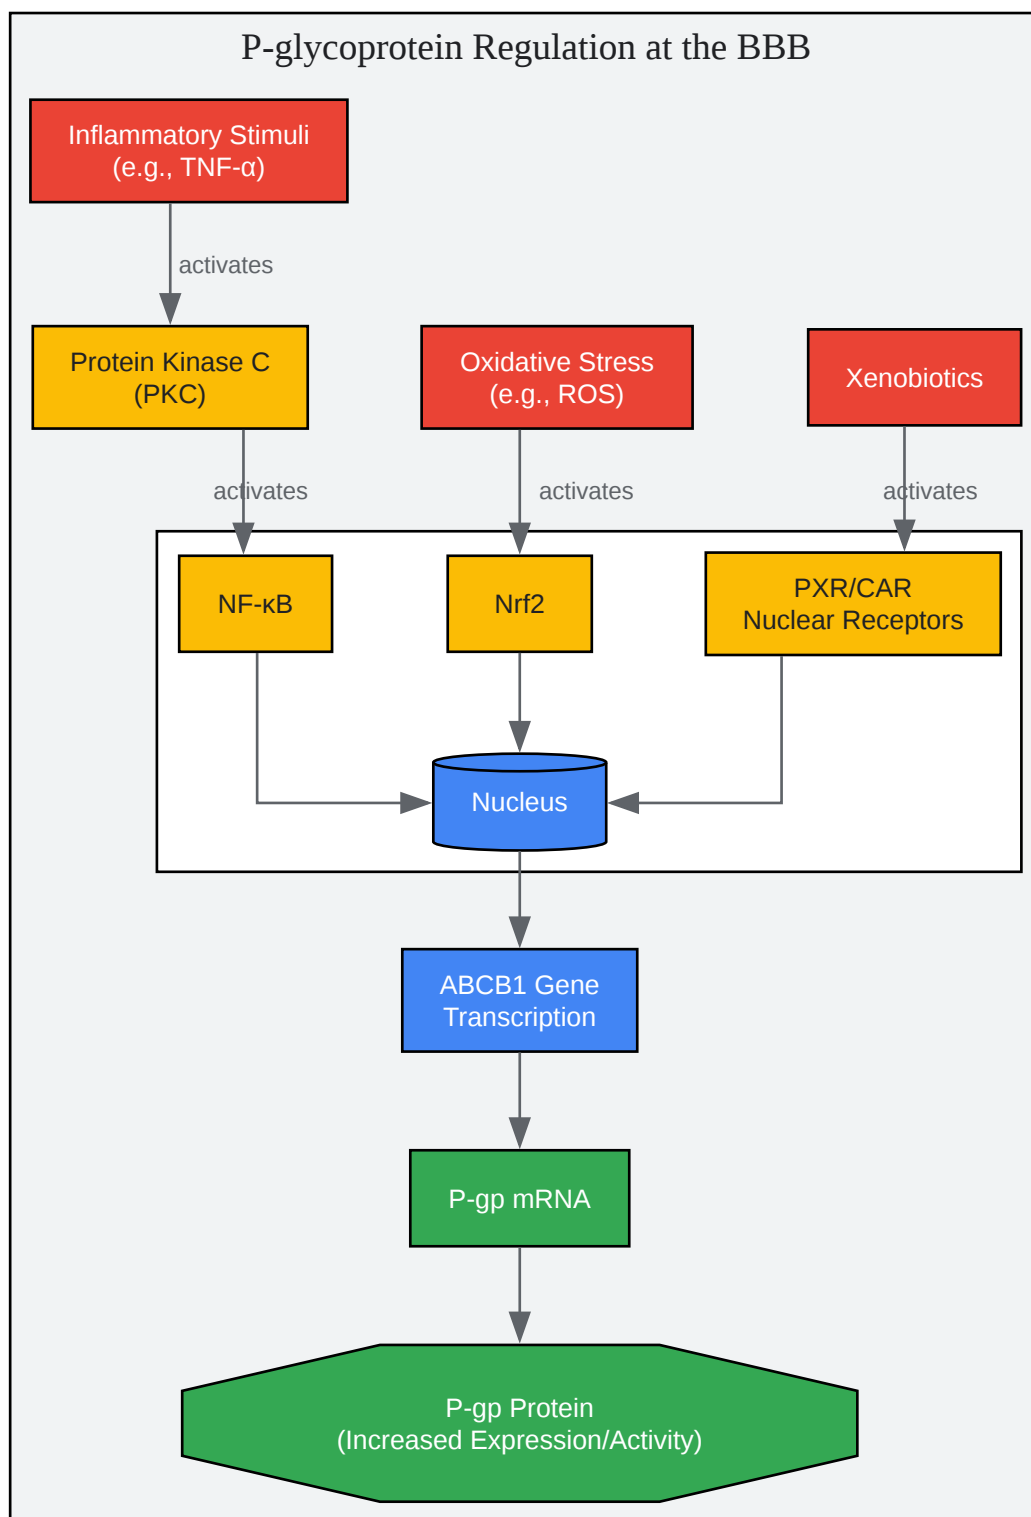 P-glycoprotein Regulation at the BBB
Inflammatory Stimuli
(e.g., TNF-α)
activates
Protein Kinase C
(PKC)
Oxidative Stress
(e.g., ROS)
Xenobiotics
activates
activates
activates
NF-κB
Nrf2
PXR/CAR
Nuclear Receptors
Nucleus
ABCB1 Gene
Transcription
P-gp mRNA
P-gp Protein
(Increased Expression/Activity)